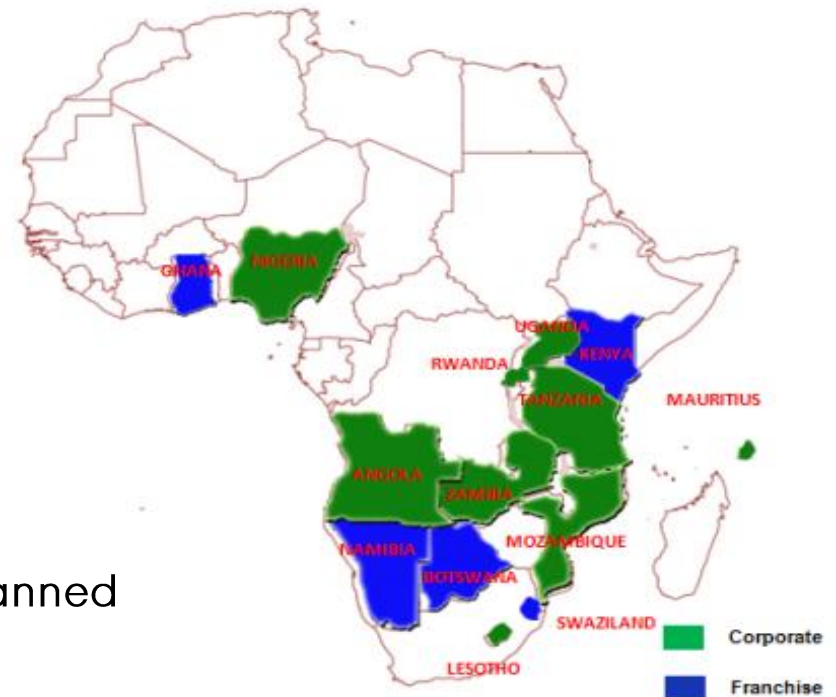 GHANA
NIGERIA
UGANDA
RWANDA
KENYA
TANZANIA
MAURITIUS
ANGOLA
ZAMBIA
NAMIBIA
MOZAMBIQUE
BOTSWANA
anned
SWAZILAND
LESOTHO
Corporate
Franchise